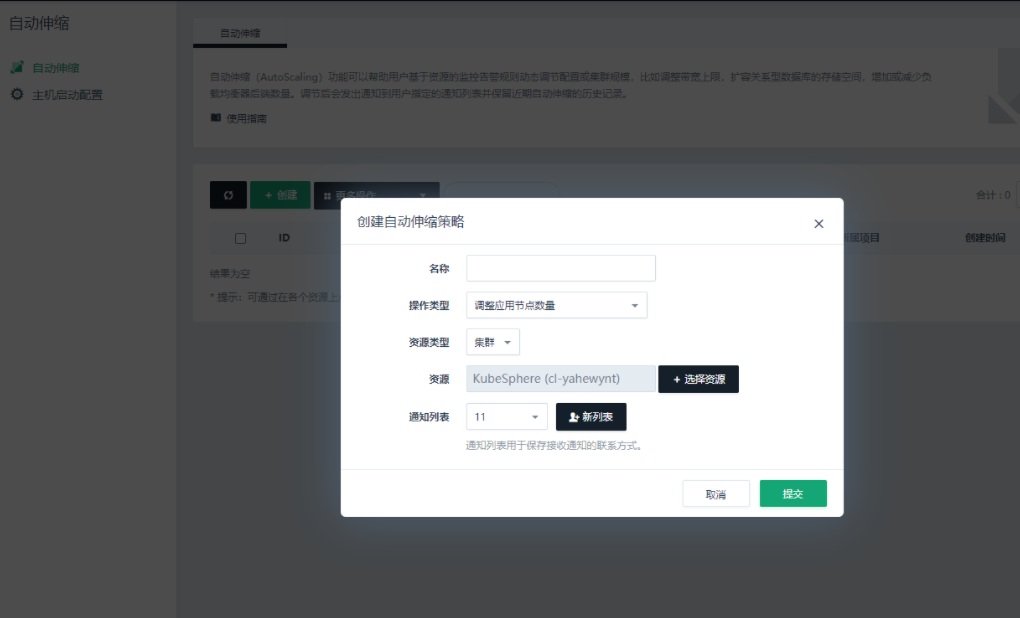 自动伸缩
自动伸缩
主机启动配置
自动伸缩
自动伸缩（AutoScaling）功能可以帮助用户基于资源的监控告警规则动态调节配置或集群规模，比如调整带宽上限，扩容关系型数据库的存储空间，增加或减少负
载均衡器后端数量。调节后会发出通知到用户指定的通知列表并保留近期自动伸缩的历史记录。
使用指南
+ 创建
更多操作
合计：0
ID
所属项目
创建时间
结果为空
* 提示：可通过在各个资源上
创建自动伸缩策略
名称
操作类型 调整应用节点数量
资源类型 集群
资源 KubeSphere (cl-yahewynt) + 选择资源
通知列表 11 新列表
通知列表用于保存接收通知的联系方式。
取消 提交